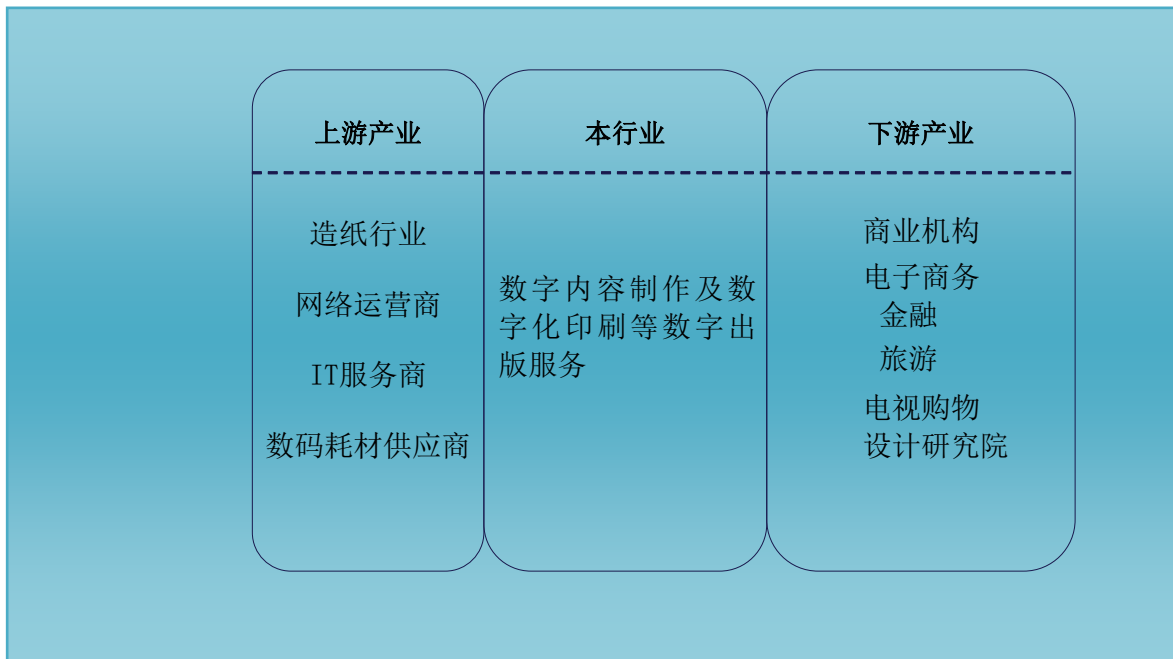 上游产业
造纸行业
网络运营商
IT服务商
数码耗材供应商
本行业
数字内容制作及数
字化印刷等数字出
版服务
下游产业
商业机构
电子商务
金融
旅游
电视购物
设计研究院